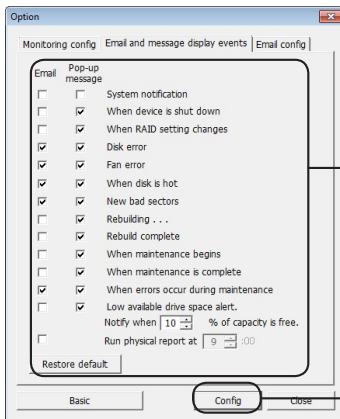 Option
Monitoring config Email and message display events Email config
Email Pop-up message
System notification
When device is shut down
When RAID setting changes
Disk error
Fan error
When disk is hot
New bad sectors
Rebuilding . . .
Rebuild complete
When maintenance begins
When maintenance is complete
When errors occur during maintenance
Low available drive space alert.
Notify when 10 % of capacity is free.
Run physical report at 9 :00
Restore default
Basic Config Close